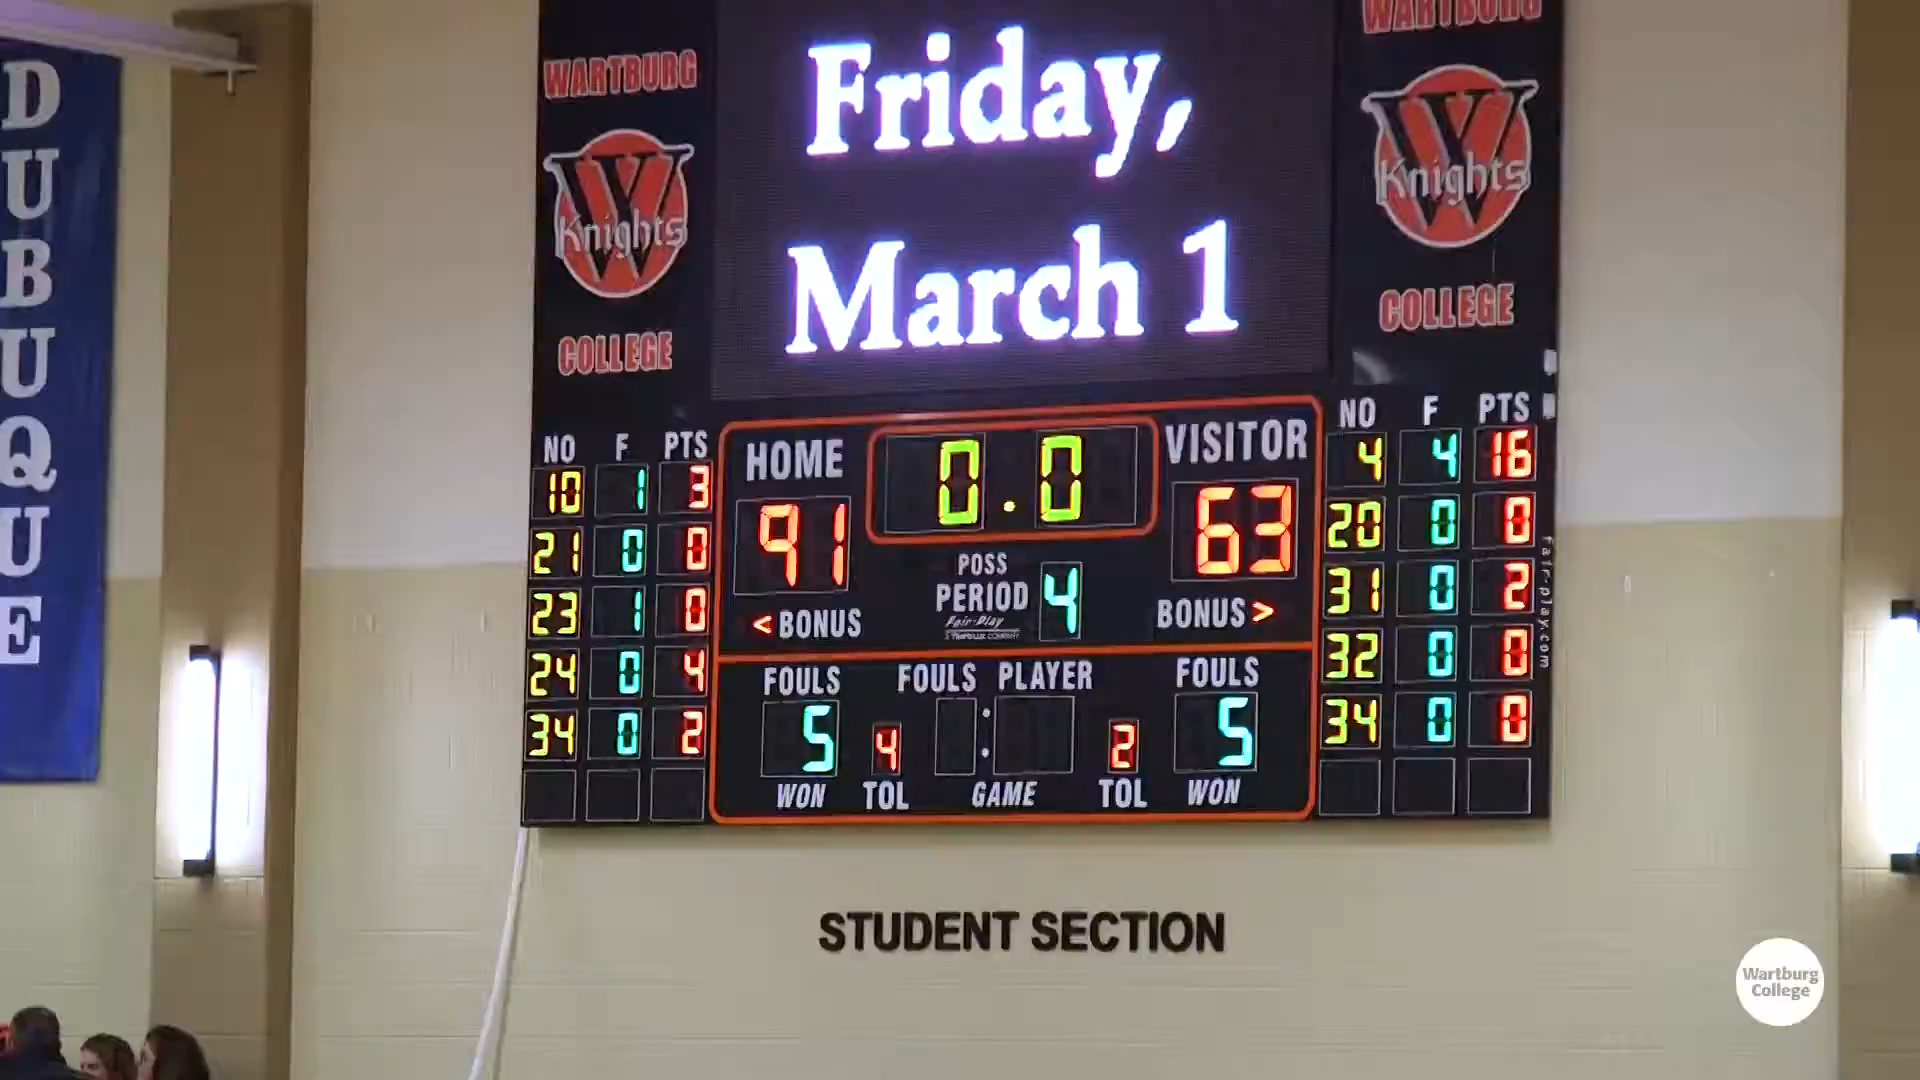 DUBUQUE
WARTBURG
W
Knights
COLLEGE
Friday,
March 1
WARTBURG
W
Knights
COLLEGE
NO F PTS
10 1 3
21 0 0
23 1 0
24 0 4
34 0 2
HOME 0.0 VISITOR
91 63
POSS
PERIOD 4
Fair-Play
< BONUS BONUS >
FOULS FOULS PLAYER FOULS
5 4 : 2 5
WON TOL GAME TOL WON
NO F PTS
4 4 16
20 0 0
31 0 2
32 0 0
34 0 0
fair-play.com
STUDENT SECTION
Wartburg
College